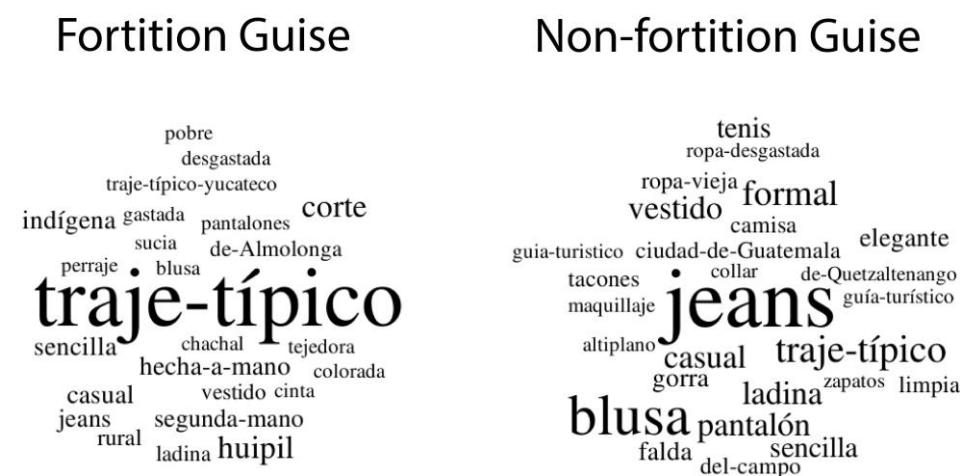 Fortition Guise
pobre
desgastada
traje-típico-yucateco
indígena gastada pantalones corte
sucia de-Almolonga
perraje blusa
traje-típico
sencilla chachal tejedora
hecha-a-mano colorada
casual vestido cinta
jeans segunda-mano
rural ladina huipil
Non-fortition Guise
tenis
ropa-desgastada
ropa-vieja formal
vestido camisa
guia-turistico ciudad-de-Guatemala elegante
tacones collar de-Quetzaltenango
maquillaje jeans guía-turístico
altiplano casual traje-típico
gorra ladina zapatos limpia
blusa pantalón
falda sencilla
del-campo